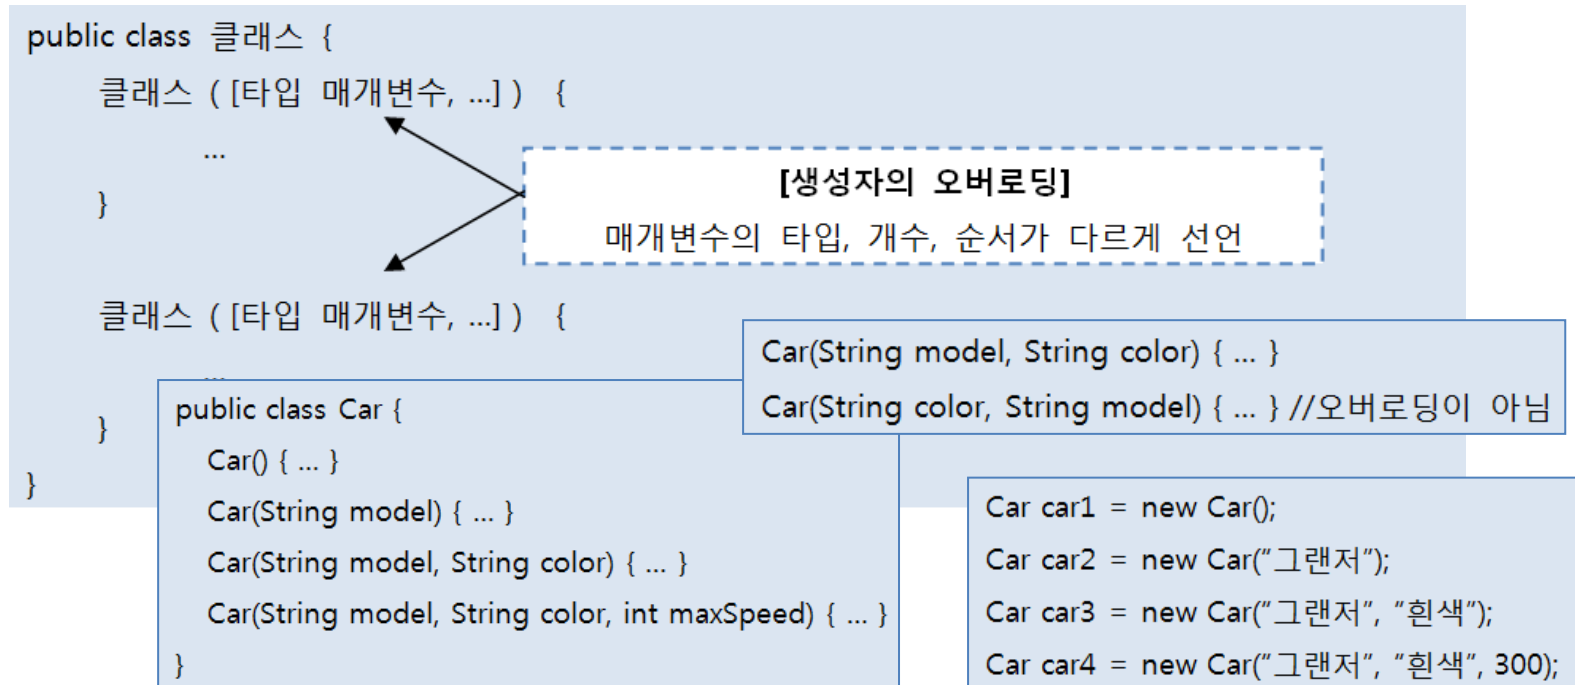 public class 클래스 {
클래스 ( [타입 매개변수, ...] ) {
...
}
[생성자의 오버로딩]
매개변수의 타입, 개수, 순서가 다르게 선언
클래스 ( [타입 매개변수, ...] ) {
...
}
}
Car(String model, String color) { ... }
Car(String color, String model) { ... } //오버로딩이 아님
public class Car {
Car() { ... }
Car(String model) { ... }
Car(String model, String color) { ... }
Car(String model, String color, int maxSpeed) { ... }
}
Car car1 = new Car();
Car car2 = new Car("그랜저");
Car car3 = new Car("그랜저", "흰색");
Car car4 = new Car("그랜저", "흰색", 300);